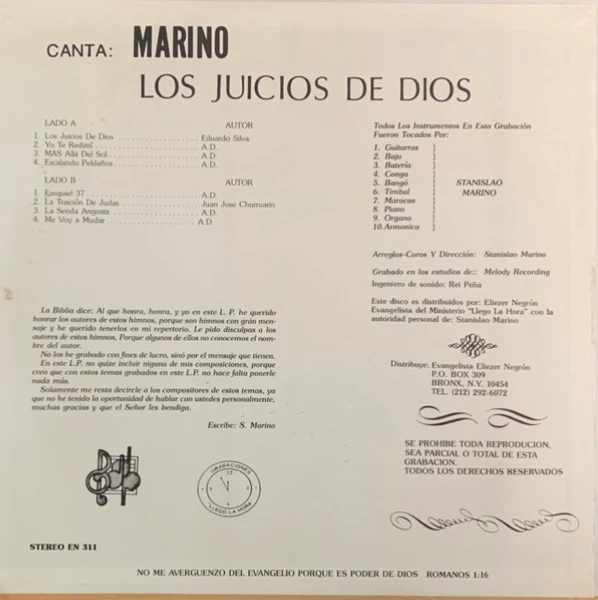 CANTA: MARINO
LOS JUICIOS DE DIOS
LADO A AUTOR
1. Los Juicios De Dios .................... Eduardo Silva
2. Yo Te Redimí .................... A.D.
3. MAS Allá Del Sol .................... A.D.
4. Escalando Peldaños .................... A.D.
LADO B AUTOR
1. Ezequiel 37 .................... A.D.
2. La Traición De Judas .................... Juan Jose Churruarin
3. La Senda Angosta .................... A.D.
4. Me Voy a Mudar .................... A.D
La Biblia dice: Al que honra, honra, y yo en este L. P. he querido
honrar los autores de estos himnos, porque son himnos con grán men-
saje y he querido tenerlos en mi repertorio. Le pido disculpas a los
autores de estos himnos, Porque algunos de ellos no conocemos el nom-
bre del autor.
No los he grabado con fines de lucro, sinó por el mensaje que tienen.
En este L.P. no quize incluir niguna de mis composiciones, porque
creo que con estos temas grabados en este L.P. no hace falta ponerle
nada más.
Solamente me resta decircle a los compositores de estos temas, ya
que no he tenido la oportunidad de hablar con ustedes personalmente,
muchas gracias y que el Señor les bendiga.
Escribe: S. Marino
GRABACIONES
12
LLEGO LA HORA
STEREO EN 311
Todos Los Instrumentos En Esta Grabación
Fueron Tocados Por:
1. Guitarras
2. Bajo
3. Batería
4. Conga
5. Bangó
6. Timbal
7. Maracas
8. Piano
9. Organo
10. Armonica
STANISLAO
MARINO
Arreglos-Coros Y Dirección: Stanislao Marino
Grabado en los estudios de:: Melody Recording
Ingeniero de sonido: Rei Peña
Este disco es distribuidos por: Eliezer Negrón
Evangelista del Ministerio "Llego La Hora" con la
autoridad personal de: Stanislao Marino
Distribuye: Evangelista Eliezer Negrón
P.O. BOX 309
BRONX, N.Y. 10454
TEL. (212) 292-6072
SE PROHIBE TODA REPRODUCION,
SEA PARCIAL O TOTAL DE ESTA
GRABACION.
TODOS LOS DERECHOS RESERVADOS
NO ME AVERGUENZO DEL EVANGELIO PORQUE ES PODER DE DIOS ROMANOS 1:16